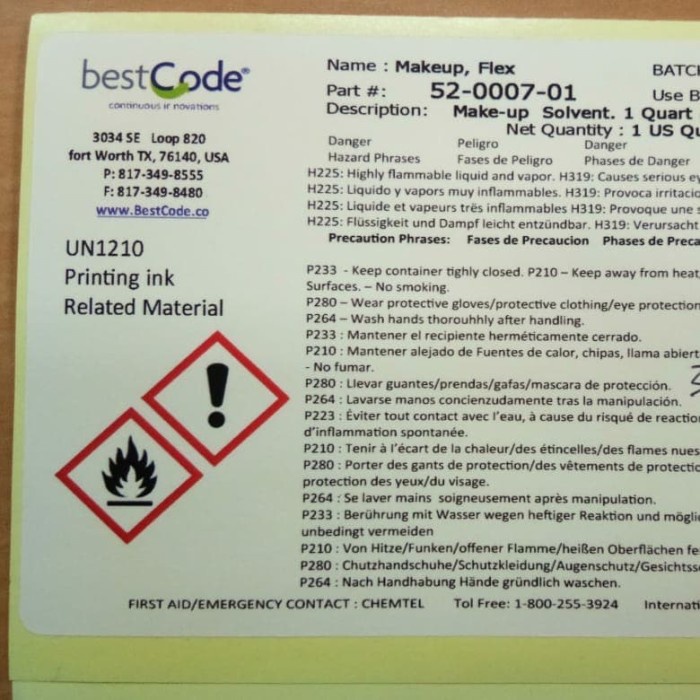 bestCode®
continuous in novations
3034 SE Loop 820
fort Worth TX, 76140, USA
P: 817-349-8555
F: 817-349-8480
www.BestCode.co
UN1210
Printing ink
Related Material
Name : Makeup, Flex
BATCH
Part #: 52-0007-01
Use B
Description: Make-up Solvent. 1 Quart
Net Quantity : 1 US Qu
Danger Peligro Danger
Hazard Phrases Fases de Peligro Phases de Danger
H225: Highly flammable liquid and vapor. H319: Causes serious ey
H225: Liquido y vapors muy inflammables. H319: Provoca irritacio
H225: Liquide et vapeurs très inflammables H319: Provoque une s
H225: Flüssigkeit und Dampf leicht entzündbar. H319: Verursacht
Precaution Phrases: Fases de Precaucion Phases de Preca
P233 - Keep container tighly closed. P210 – Keep away from heat,
Surfaces. – No smoking.
P280 – Wear protective gloves/protective clothing/eye protection
P264 – Wash hands thorouhhly after handling.
P233 : Mantener el recipiente herméticamente cerrado.
P210 : Mantener alejado de Fuentes de calor, chipas, llama abiert
- No fumar.
P280 : Llevar guantes/prendas/gafas/mascara de protección.
P264 : Lavarse manos concienzudamente tras la manipulación.
P223 : Éviter tout contact avec l'eau, à cause du risqué de reactio
d'inflammation spontanée.
P210 : Tenir à l'écart de la chaleur/des étincelles/des flames nues
P280 : Porter des gants de protection/des vêtements de protectio
protection des yeux/du visage.
P264 : Se laver mains soigneusement après manipulation.
P233 : Berührung mit Wasser wegen heftiger Reaktion und mögli
unbedingt vermeiden
P210 : Von Hitze/Funken/offener Flamme/heißen Oberflächen fe
P280 : Chutzhandschuhe/Schutzkleidung/Augenschutz/Gesichtss
P264 : Nach Handhabung Hände gründlich waschen.
FIRST AID/EMERGENCY CONTACT : CHEMTEL Tol Free: 1-800-255-3924 Internati